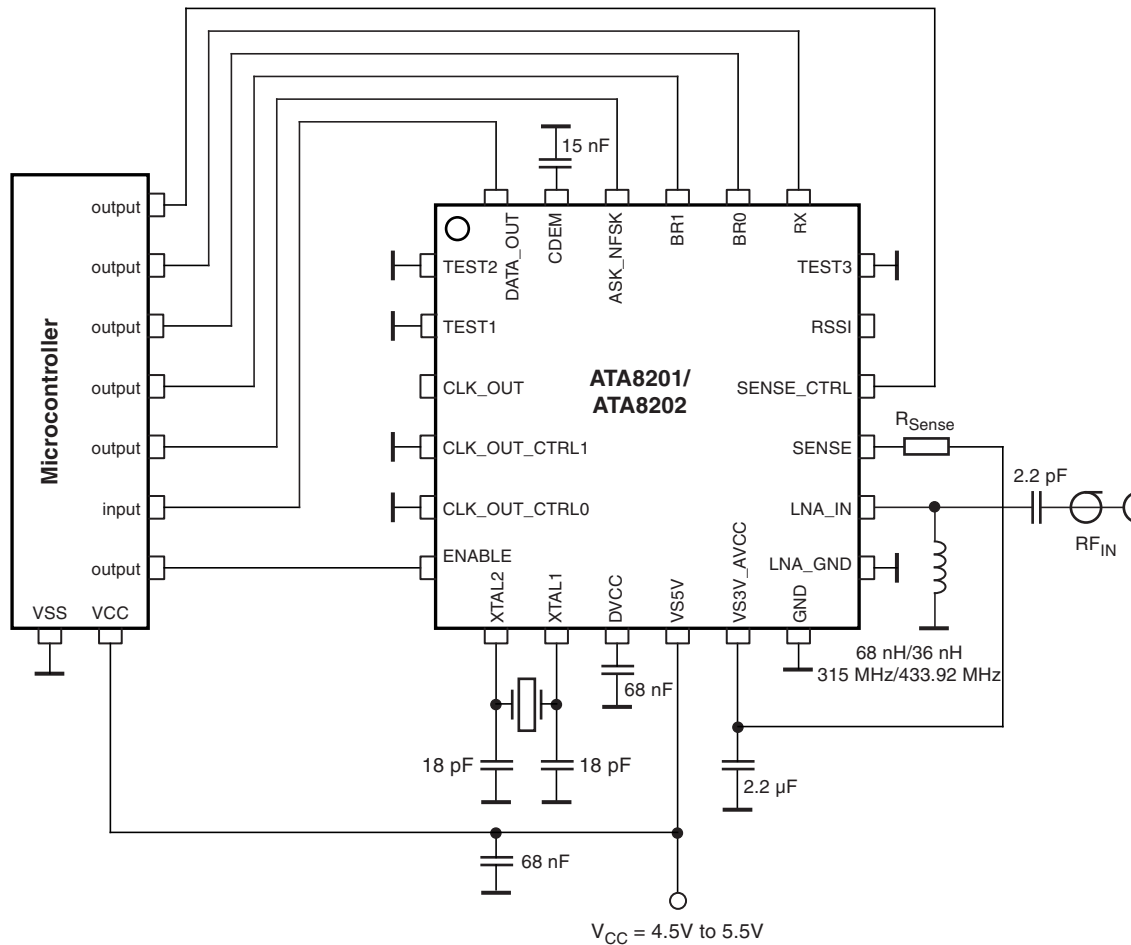 15 nF
output
output
output
output
output
input
output
Microcontroller
VSS
VCC
DATA_OUT
CDEM
ASK_NFSK
BR1
BR0
RX
TEST2
TEST1
CLK_OUT
CLK_OUT_CTRL1
CLK_OUT_CTRL0
ENABLE
ATA8201/
ATA8202
TEST3
RSSI
SENSE_CTRL
SENSE
LNA_IN
LNA_GND
XTAL2
XTAL1
DVCC
VS5V
VS3V_AVCC
GND
RSense
2.2 pF
RFIN
68 nH/36 nH
315 MHz/433.92 MHz
68 nF
18 pF
18 pF
2.2 µF
68 nF
VCC = 4.5V to 5.5V